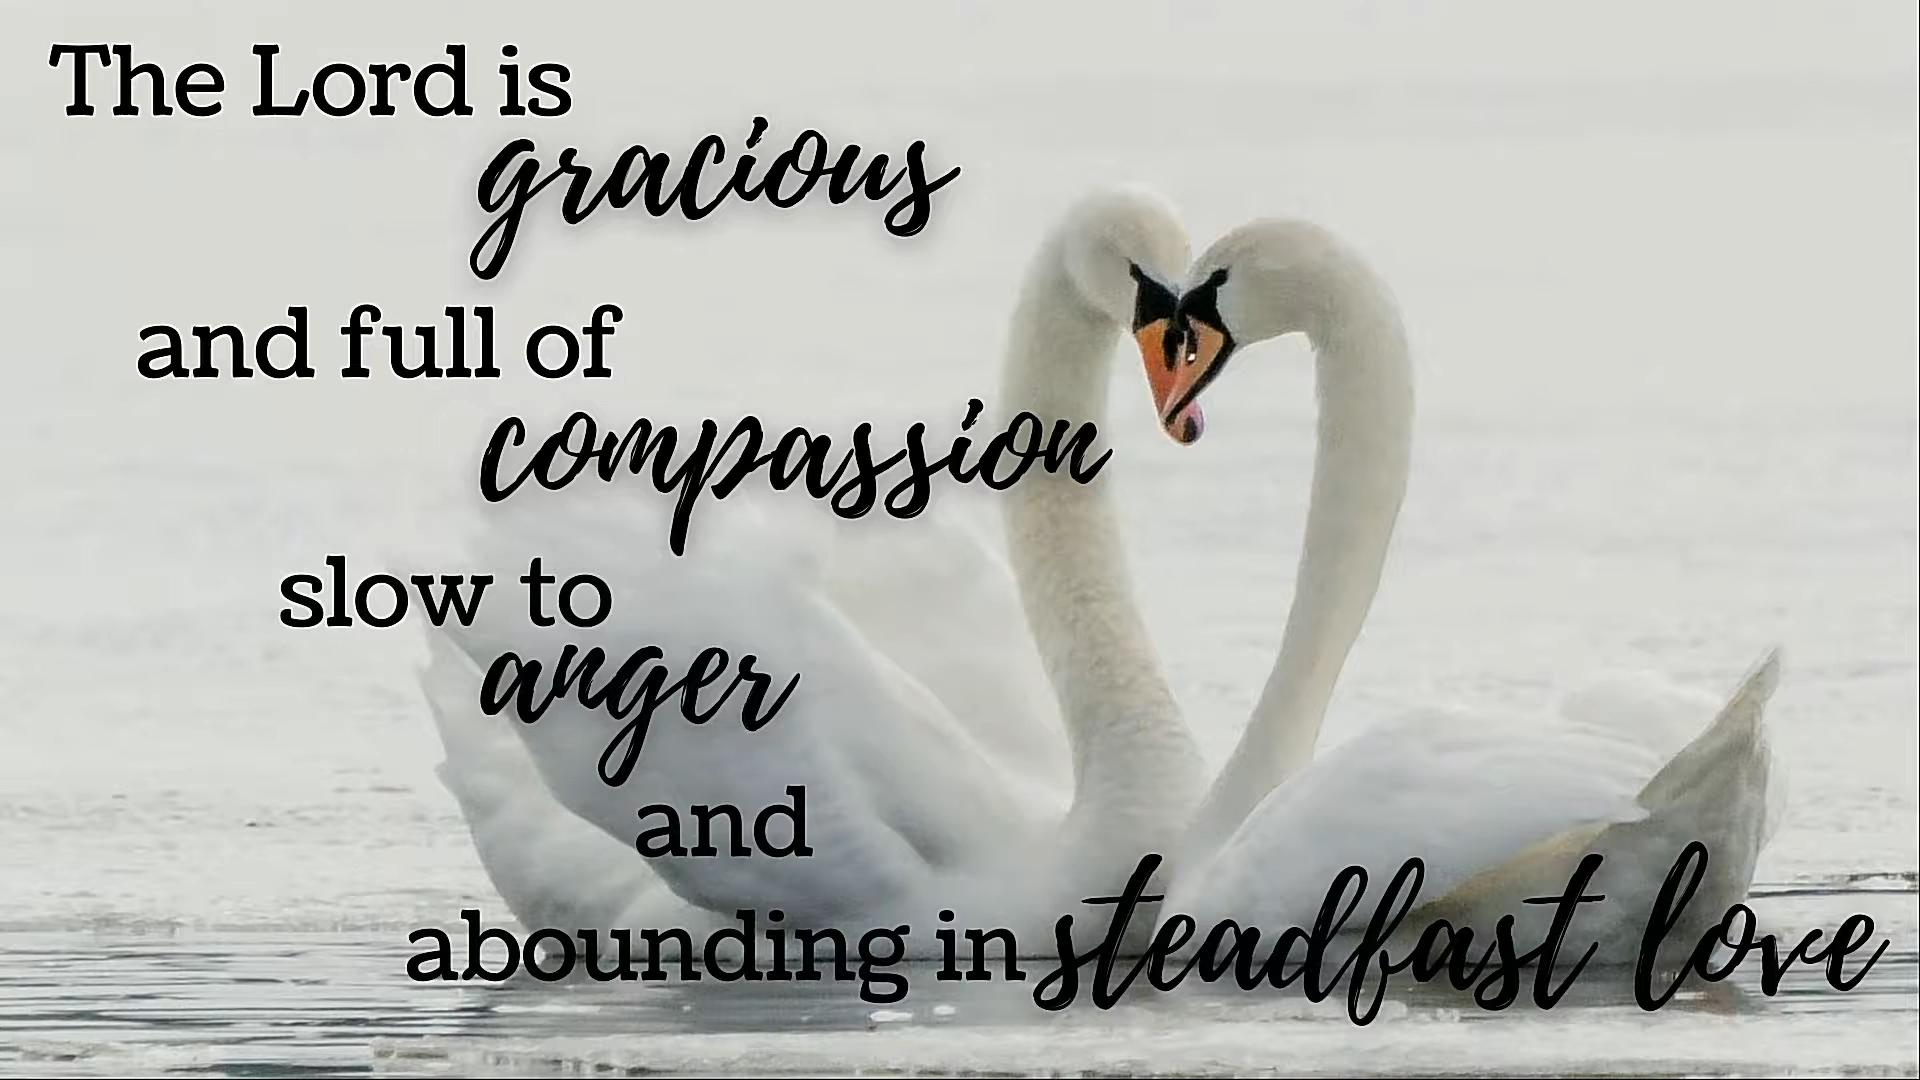 The Lord is
gracious
and full of
compassion
slow to
anger
and
abounding in steadfast love